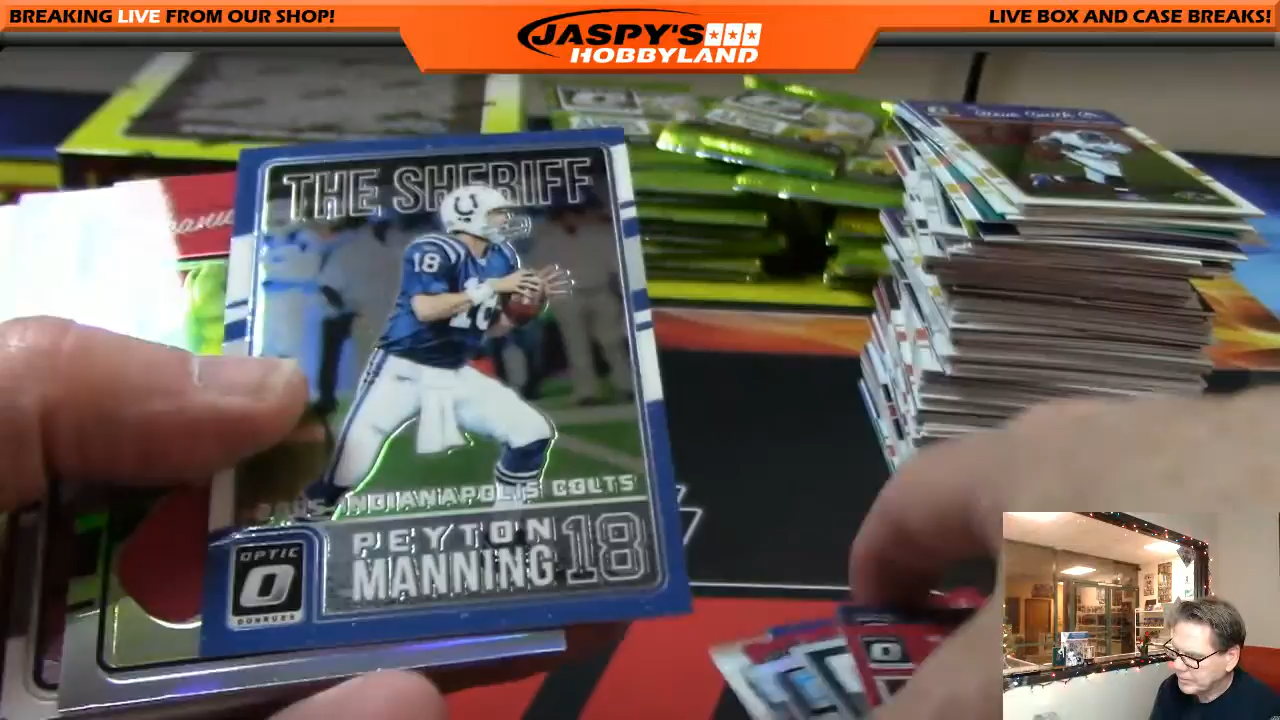 BREAKING LIVE FROM OUR SHOP!
JASPY'S
HOBBYLAND
LIVE BOX AND CASE BREAKS!
THE SHERIFF
18
18
INDIANAPOLIS COLTS
PEYTON
MANNING 18
OPTIC
DONRUSS